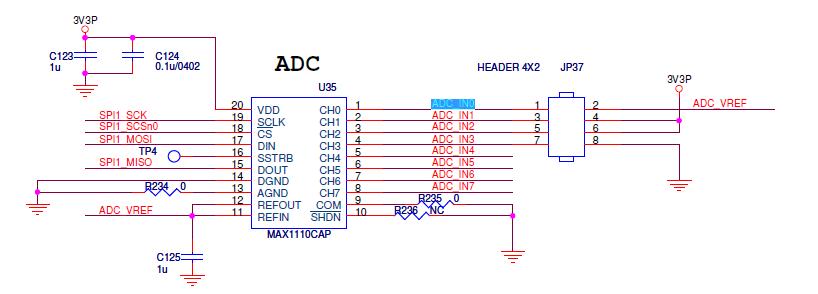 3V3P
C123
1u
C124
0.1u/0402
ADC
U35
HEADER 4X2
JP37
3V3P
20 VDD CH0 1 ADC_IN0 1 2 ADC_VREF
SPI1_SCK 19 SCLK CH1 2 ADC_IN1 3 4
SPI1_SCSn0 18 CS CH2 3 ADC_IN2 5 6
SPI1_MOSI 17 DIN CH3 4 ADC_IN3 7 8
TP4 16 SSTRB CH4 5 ADC_IN4
SPI1_MISO 15 DOUT CH5 6 ADC_IN5
14 DGND CH6 7 ADC_IN6
R234 0 13 AGND CH7 8 ADC_IN7
12 REFOUT COM 9 R235 0
ADC_VREF 11 REFIN SHDN 10 R236 NC
MAX1110CAP
C125
1u